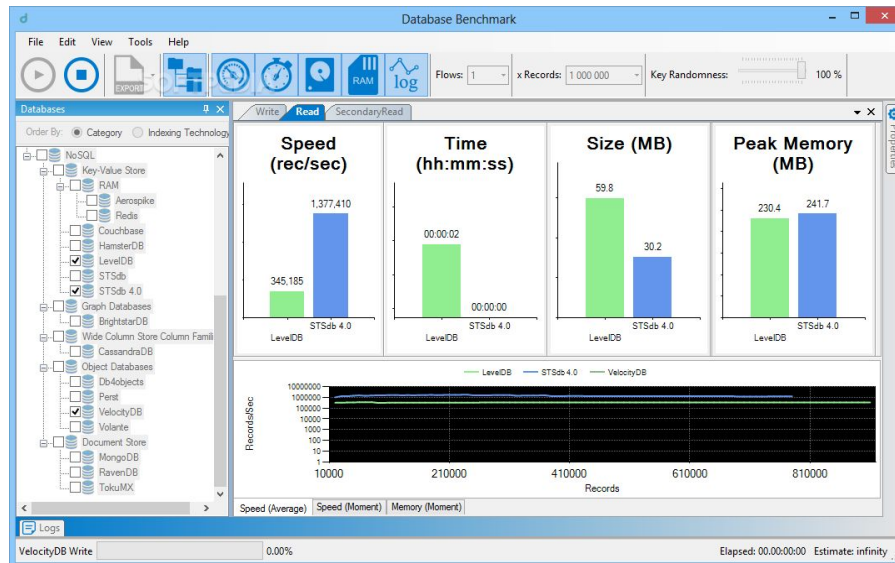 Database Benchmark
File Edit View Tools Help
EXPORT
RAM
log
Flows: 1
x Records: 1 000 000
Key Randomness:
100 %
Databases
Order By: Category Indexing Technology
NoSQL
Key-Value Store
RAM
Aerospike
Redis
Couchbase
HamsterDB
LevelDB
STSdb
STSdb 4.0
Graph Databases
BrightstarDB
Wide Column Store Column Famili
CassandraDB
Object Databases
Db4objects
Perst
VelocityDB
Volante
Document Store
MongoDB
RavenDB
TokuMX
Write Read SecondaryRead
Properties
Speed
(rec/sec)
1,377,410
345,185
STSdb 4.0
LevelDB
Time
(hh:mm:ss)
00:00:02
00:00:00
STSdb 4.0
LevelDB
Size (MB)
59.8
30.2
STSdb 4.0
LevelDB
Peak Memory
(MB)
230.4
241.7
STSdb 4.0
LevelDB
LevelDB STSdb 4.0 VelocityDB
Records/Sec
10000000
1000000
100000
10000
1000
100
10
1
10000 210000 410000 610000 810000
Records
Speed (Average) Speed (Moment) Memory (Moment)
Logs
VelocityDB Write
0.00%
Elapsed: 00.00:00:00 Estimate: infinity